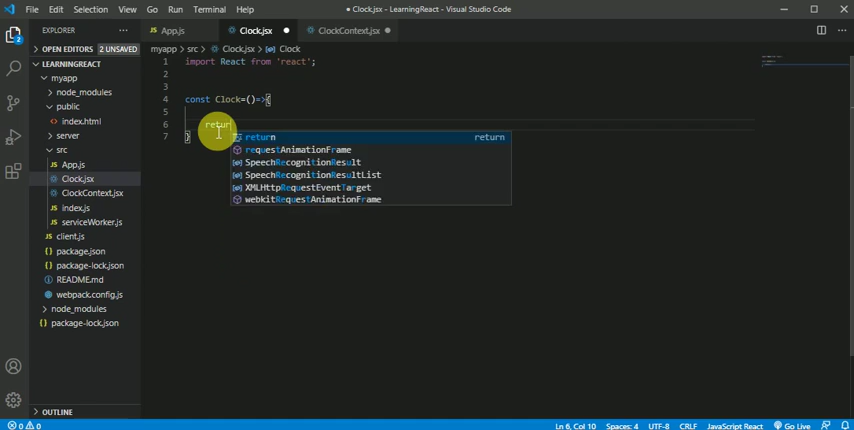 File Edit Selection View Go Run Terminal Help
• Clock.jsx - LearningReact - Visual Studio Code
EXPLORER ···
JS App.js
Clock.jsx
ClockContext.jsx
2
OPEN EDITORS 2 UNSAVED
myapp > src > Clock.jsx > Clock
LEARNINGREACT
myapp
node_modules
public
<> index.html
server
src
JS App.js
Clock.jsx
ClockContext.jsx
JS index.js
JS serviceWorker.js
JS client.js
{} package.json
{} package-lock.json
README.md
webpack.config.js
node_modules
{} package-lock.json
OUTLINE
1 import React from 'react';
2
3
4 const Clock=()=>{
5
6 retur
7 }
return return
requestAnimationFrame
SpeechRecognitionResult
SpeechRecognitionResultList
XMLHttpRequestEventTarget
webkitRequestAnimationFrame
0 0
Ln 6, Col 10 Spaces: 4 UTF-8 CRLF JavaScript React Go Live